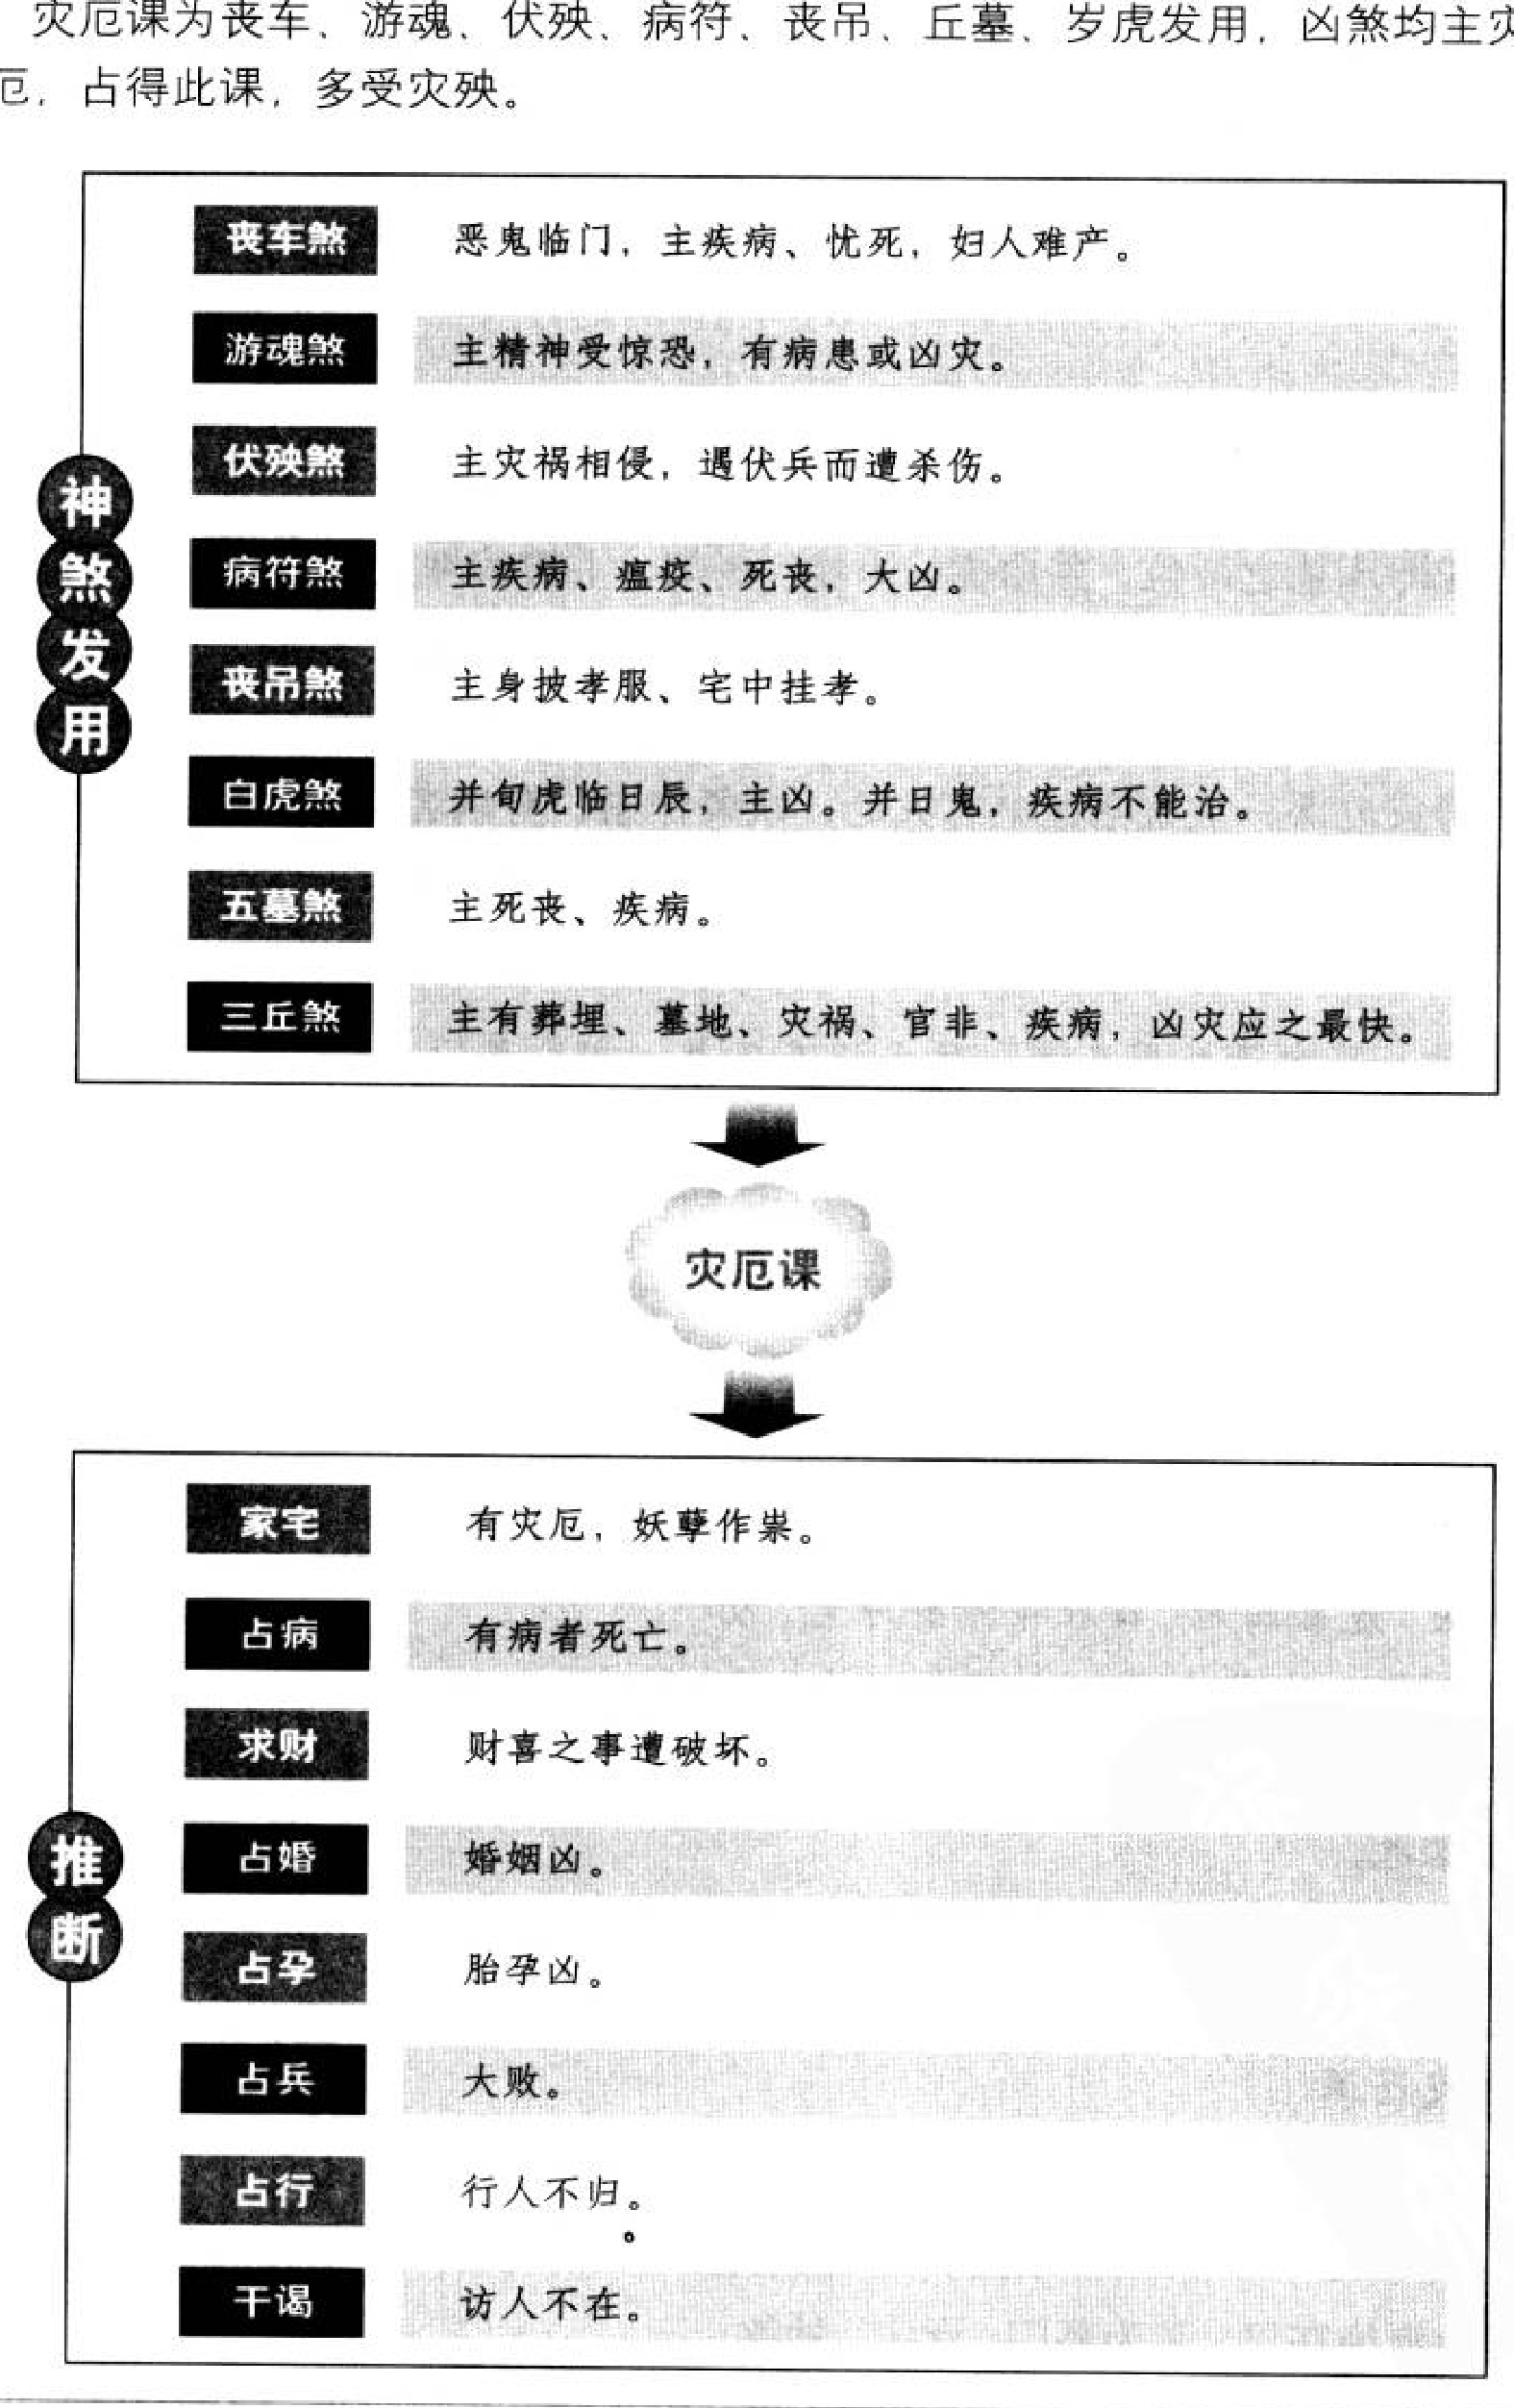 灾厄课为丧车、游魂、伏殃、病符、丧吊、丘墓、岁虎发用，凶煞均主灾
厄，占得此课，多受灾殃。
神煞发用
丧车煞 恶鬼临门，主疾病、忧死，妇人难产。
游魂煞 主精神受惊恐，有病患或凶灾。
伏殃煞 主灾祸相侵，遇伏兵而遭杀伤。
病符煞 主疾病、瘟疫、死丧，大凶。
丧吊煞 主身披孝服、宅中挂孝。
白虎煞 并旬虎临日辰，主凶。并日鬼，疾病不能治。
五墓煞 主死丧、疾病。
三丘煞 主有葬埋、墓地、灾祸、官非、疾病，凶灾应之最快。
灾厄课
推断
家宅 有灾厄，妖孽作祟。
占病 有病者死亡。
求财 财喜之事遭破坏。
占婚 婚姻凶。
占孕 胎孕凶。
占兵 大败。
占行 行人不归。
干谒 访人不在。